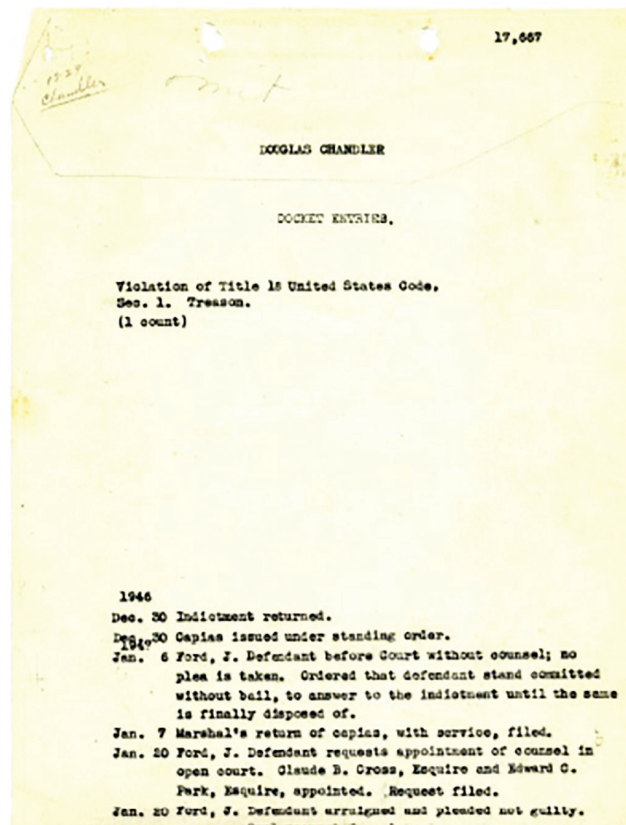 17,667
Chandler
DOUGLAS CHANDLER
DOCKET ENTRIES.
Violation of Title 18 United States Code,
Sec. 1. Treason.
(1 count)
1946
Dec. 30 Indictment returned.
Dec. 30 Capias issued under standing order.
1947
Jan. 6 Ford, J. Defendant before Court without counsel; no
plea is taken. Ordered that defendant stand committed
without bail, to answer to the indictment until the same
is finally disposed of.
Jan. 7 Marshal's return of capias, with service, filed.
Jan. 20 Ford, J. Defendant requests appointment of counsel in
open court. Claude B. Cross, Esquire and Edward C.
Park, Esquire, appointed. Request filed.
Jan. 20 Ford, J. Defendant arraigned and pleaded not guilty.